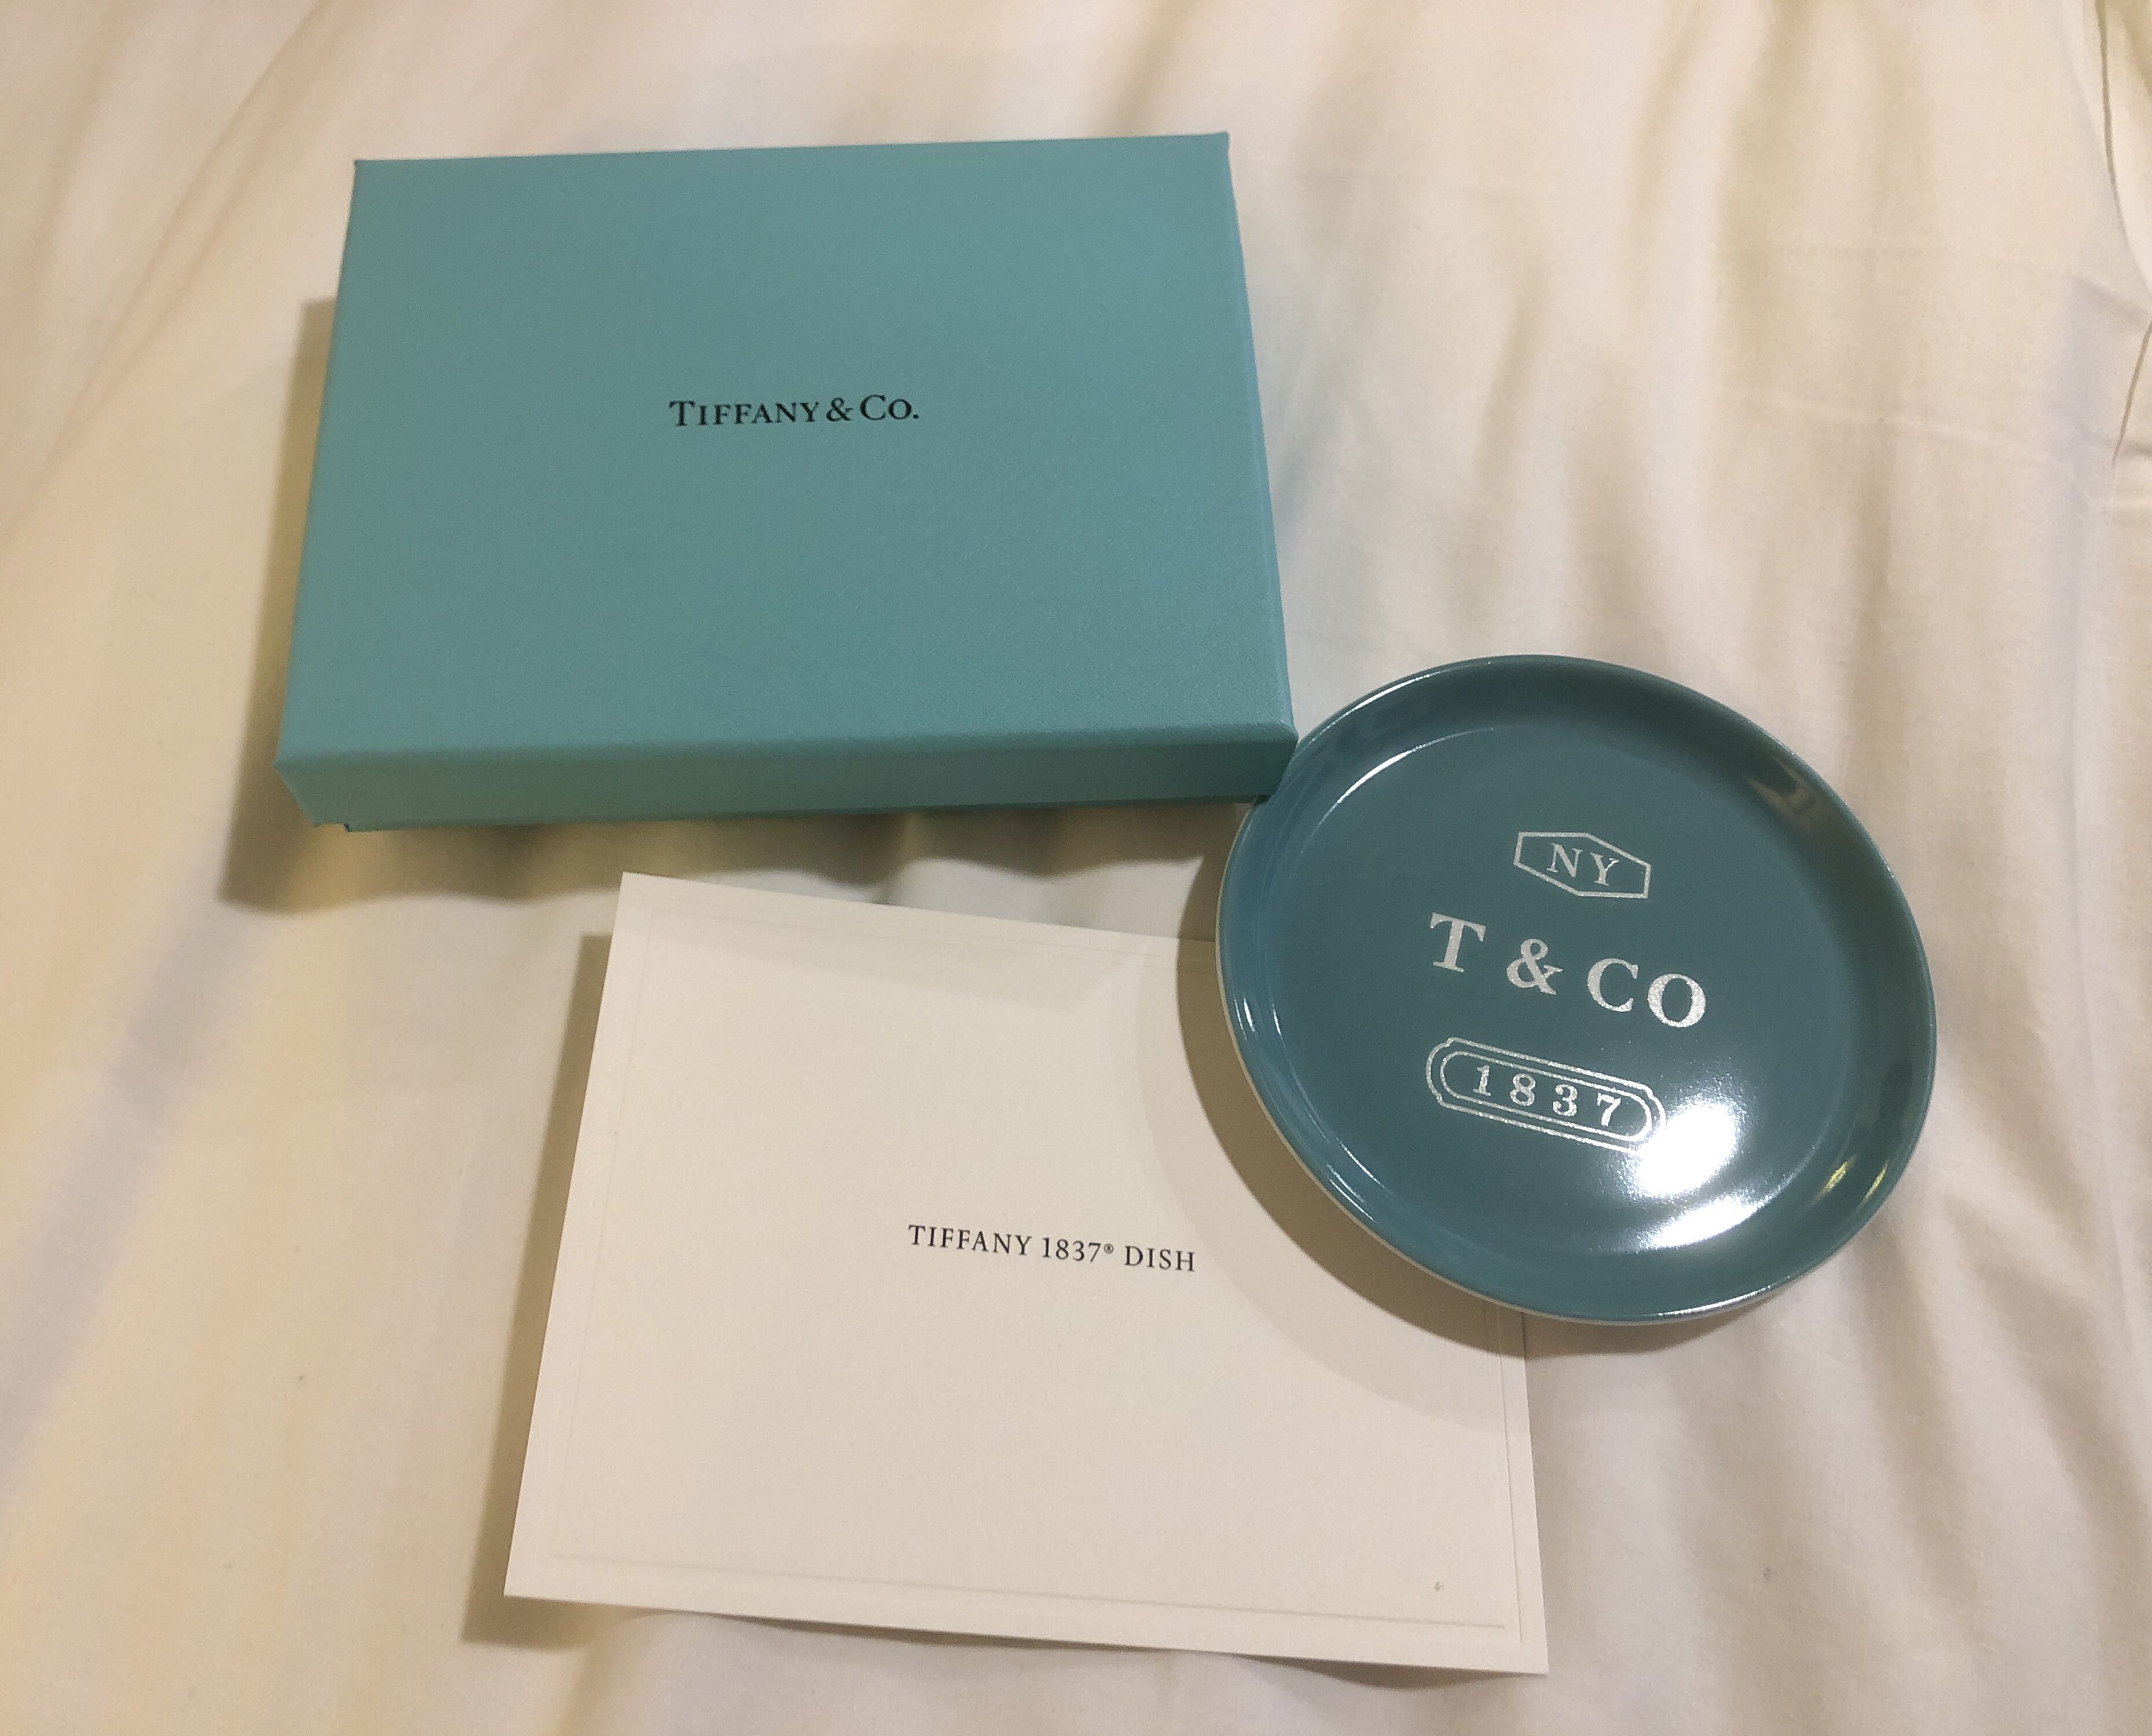 TIFFANY & CO.
NY
T & CO
1837
TIFFANY 1837® DISH